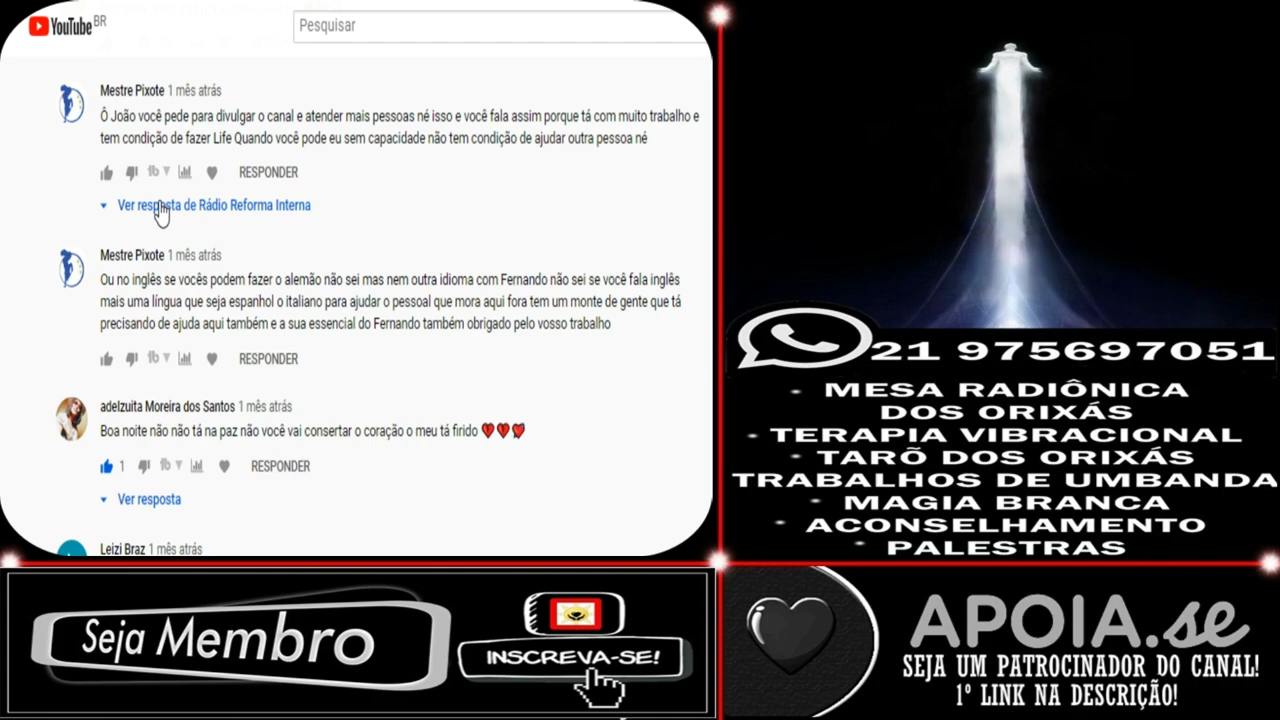 YouTube BR
Pesquisar
Mestre Pixote 1 mês atrás
Ô João você pede para divulgar o canal e atender mais pessoas né isso e você fala assim porque tá com muito trabalho e
tem condição de fazer Life Quando você pode eu sem capacidade não tem condição de ajudar outra pessoa né
RESPONDER
Ver resposta de Rádio Reforma Interna
Mestre Pixote 1 mês atrás
Ou no inglês se vocês podem fazer o alemão não sei mas nem outra idioma com Fernando não sei se você fala inglês
mais uma língua que seja espanhol o italiano para ajudar o pessoal que mora aqui fora tem um monte de gente que tá
precisando de ajuda aqui também e a sua essencial do Fernando também obrigado pelo vosso trabalho
RESPONDER
adelzuita Moreira dos Santos 1 mês atrás
Boa noite não não tá na paz não você vai consertar o coração o meu tá firido
1 RESPONDER
Ver resposta
Leizi Braz 1 mês atrás
21 975697051
• MESA RADIÔNICA
DOS ORIXÁS
• TERAPIA VIBRACIONAL
• TARÕ DOS ORIXÁS
TRABALHOS DE UMBANDA
• MAGIA BRANCA
• ACONSELHAMENTO
• PALESTRAS
Seja Membro
INSCREVA-SE!
APOIA.se
SEJA UM PATROCINADOR DO CANAL!
1º LINK NA DESCRIÇÃO!